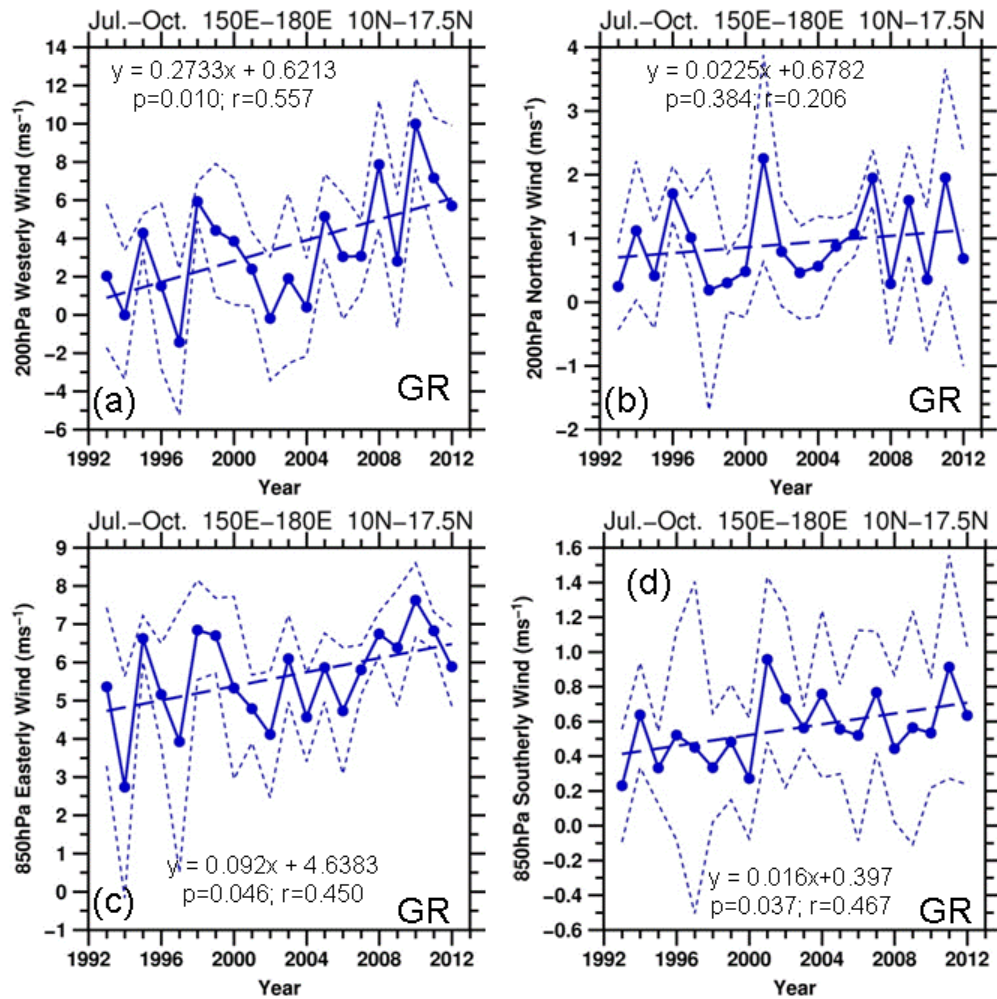 Jul.−Oct. 150E−180E 10N−17.5N
14
12
10
8
6
4
2
0
−2
−4
−6
200hPa Westerly Wind (ms⁻¹)
y = 0.2733x + 0.6213
p=0.010; r=0.557
(a)
GR
1992 1996 2000 2004 2008 2012
Year
Jul.−Oct. 150E−180E 10N−17.5N
4
3
2
1
0
−1
−2
200hPa Northerly Wind (ms⁻¹)
y = 0.0225x +0.6782
p=0.384; r=0.206
(b)
GR
1992 1996 2000 2004 2008 2012
Year
Jul.−Oct. 150E−180E 10N−17.5N
9
8
7
6
5
4
3
2
1
0
−1
850hPa Easterly Wind (ms⁻¹)
y = 0.092x + 4.6383
p=0.046; r=0.450
(c)
GR
1992 1996 2000 2004 2008 2012
Year
Jul.−Oct. 150E−180E 10N−17.5N
1.6
1.4
1.2
1.0
0.8
0.6
0.4
0.2
0.0
−0.2
−0.4
−0.6
850hPa Southerly Wind (ms⁻¹)
(d)
y = 0.016x+0.397
p=0.037; r=0.467
GR
1992 1996 2000 2004 2008 2012
Year